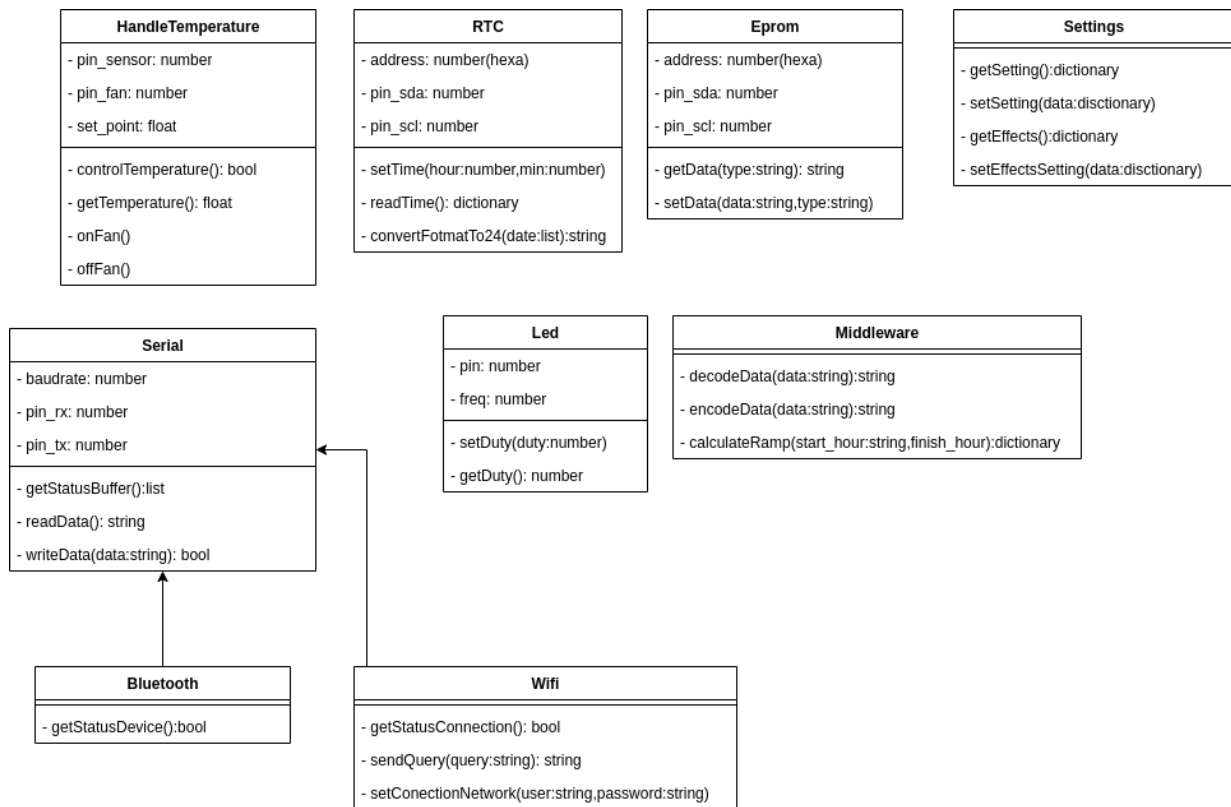 HandleTemperature
- pin_sensor: number
- pin_fan: number
- set_point: float
- controlTemperature(): bool
- getTemperature(): float
- onFan()
- offFan()
RTC
- address: number(hexa)
- pin_sda: number
- pin_scl: number
- setTime(hour:number,min:number)
- readTime(): dictionary
- convertFotmatTo24(date:list):string
Eprom
- address: number(hexa)
- pin_sda: number
- pin_scl: number
- getData(type:string): string
- setData(data:string,type:string)
Settings
- getSetting():dictionary
- setSetting(data:disctionary)
- getEffects():dictionary
- setEffectsSetting(data:disctionary)
Serial
- baudrate: number
- pin_rx: number
- pin_tx: number
- getStatusBuffer():list
- readData(): string
- writeData(data:string): bool
Led
- pin: number
- freq: number
- setDuty(duty:number)
- getDuty(): number
Middleware
- decodeData(data:string):string
- encodeData(data:string):string
- calculateRamp(start_hour:string,finish_hour):dictionary
Bluetooth
- getStatusDevice():bool
Wifi
- getStatusConnection(): bool
- sendQuery(query:string): string
- setConectionNetwork(user:string,password:string)